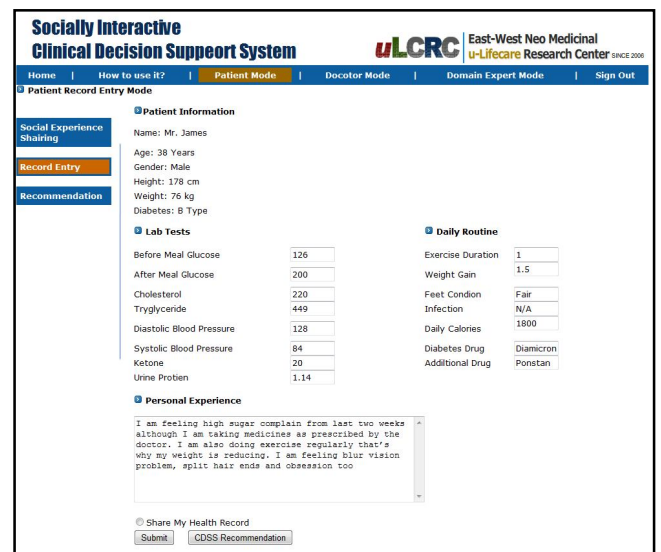 Socially Interactive
Clinical Decision Suppeort System
uLCRC East-West Neo Medicinal
u-Lifecare Research Center SINCE 2006
Home | How to use it? | Patient Mode | Docotor Mode | Domain Expert Mode | Sign Out
Patient Record Entry Mode
Social Experience
Shairing
Record Entry
Recommendation
Patient Information
Name: Mr. James
Age: 38 Years
Gender: Male
Height: 178 cm
Weight: 76 kg
Diabetes: B Type
Lab Tests
Before Meal Glucose 126
After Meal Glucose 200
Cholesterol 220
Tryglyceride 449
Diastolic Blood Pressure 128
Systolic Blood Pressure 84
Ketone 20
Urine Protien 1.14
Daily Routine
Exercise Duration 1
Weight Gain 1.5
Feet Condion Fair
Infection N/A
Daily Calories 1800
Diabetes Drug Diamicron
Addiltional Drug Ponstan
Personal Experience
I am feeling high sugar complain from last two weeks
although I am taking medicines as prescribed by the
doctor. I am also doing exercise regularly that's
why my weight is reducing. I am feeling blur vision
problem, split hair ends and obsession too
Share My Health Record
Submit CDSS Recommendation